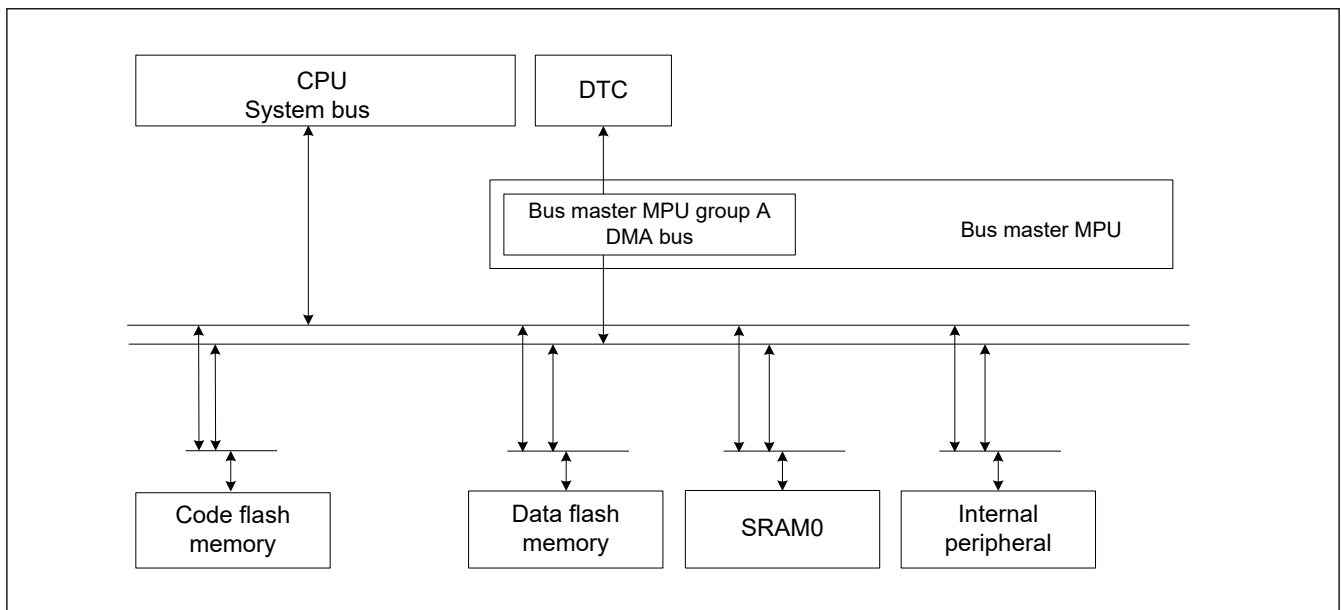 CPU
System bus
DTC
Bus master MPU group A
DMA bus
Bus master MPU
Code flash
memory
Data flash
memory
SRAM0
Internal
peripheral